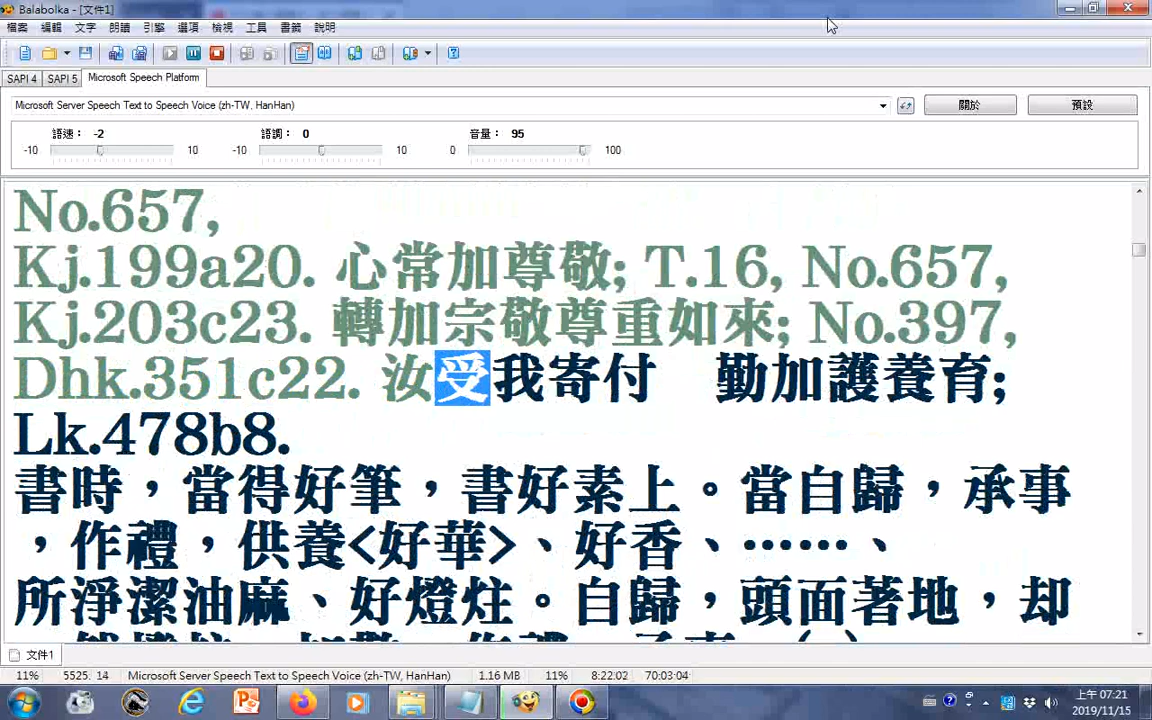 Balabolka - [文件1]
檔案 編輯 文字 朗讀 引擎 選項 檢視 工具 書籤 說明
SAPI 4 SAPI 5 Microsoft Speech Platform
Microsoft Server Speech Text to Speech Voice (zh-TW, HanHan) 關於 預設
語速： -2 語調： 0 音量： 95
-10 10 -10 10 0 100
No.657,
Kj.199a20. 心常加尊敬; T.16, No.657,
Kj.203c23. 轉加宗敬尊重如來; No.397,
Dhk.351c22. 汝受我寄付　勤加護養育;
Lk.478b8.
書時，當得好筆，書好素上。當自歸，承事
，作禮，供養<好華>、好香、……、
所淨潔油麻、好燈炷。自歸，頭面著地，却
文件1
11% 5525, 14 Microsoft Server Speech Text to Speech Voice (zh-TW, HanHan) 1.16 MB 11% 8:22:02 70:03:04
上午 07:21
2019/11/15